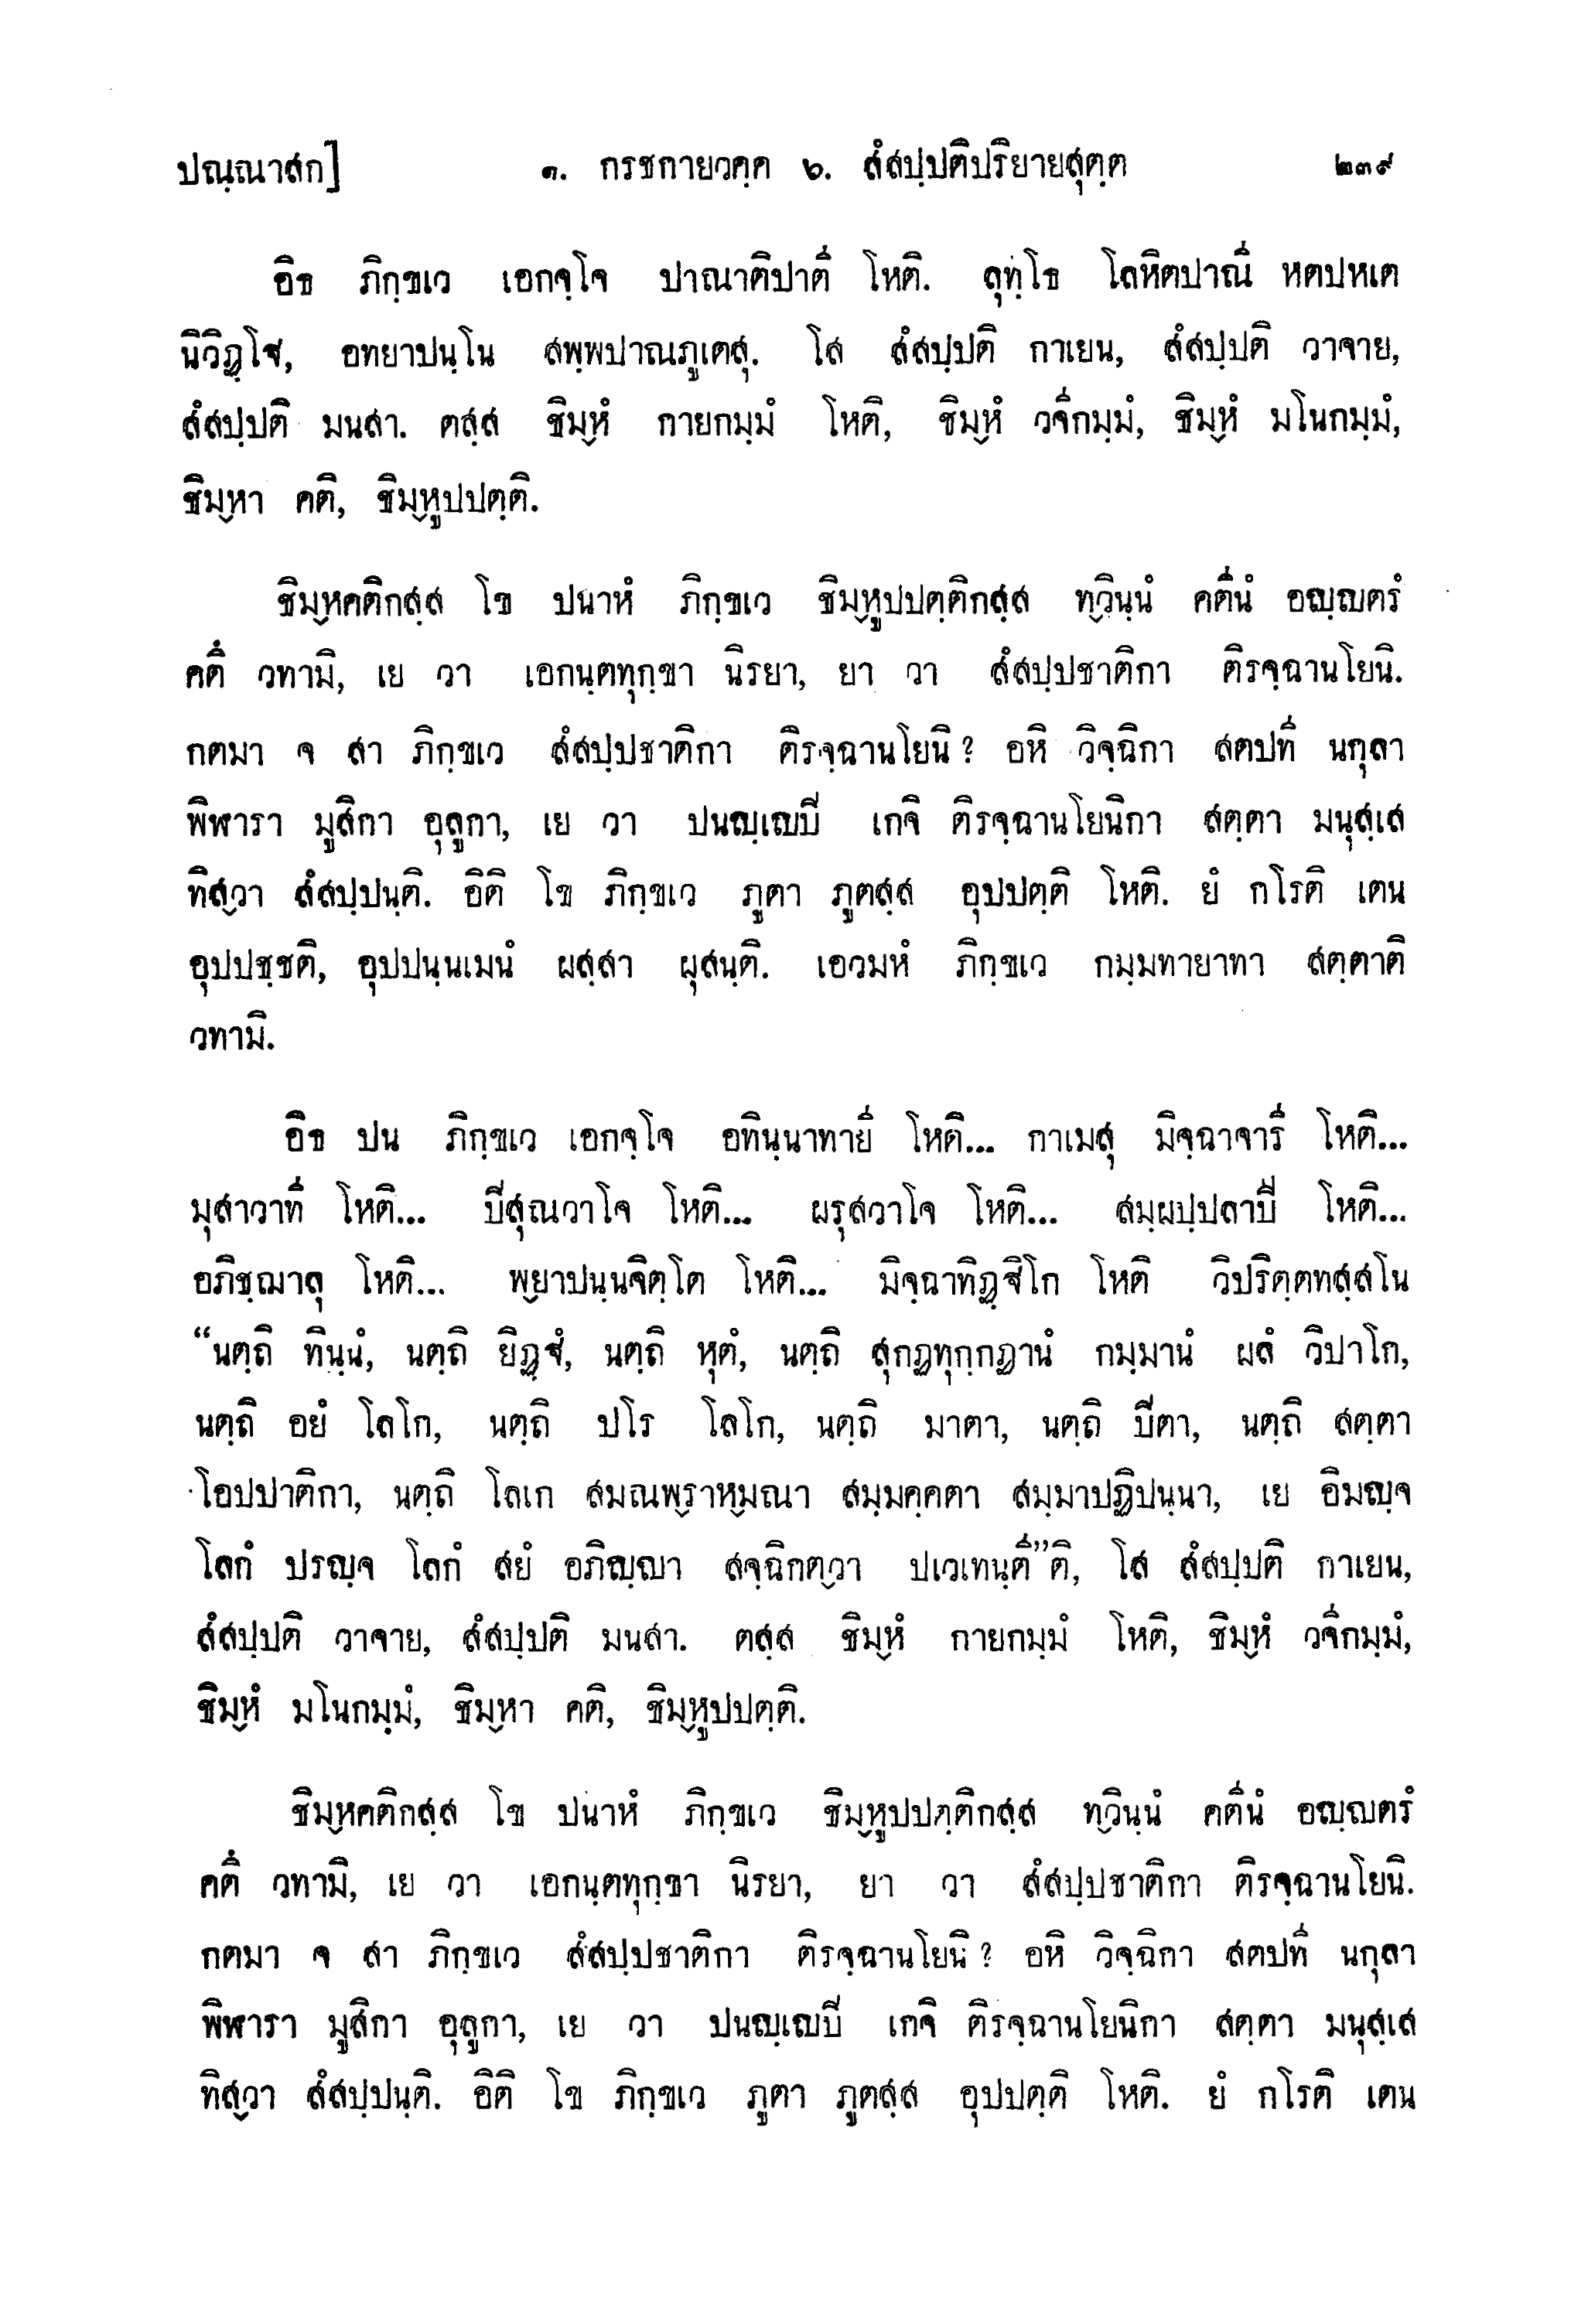 ปณฺณาสก]	๑. กรชกายวคฺค ๖. สํสปฺปติปริยายสุตฺต	๒๓๙
อิธ ภิกฺขเว เอกจฺโจ ปาณาติปาตี โหติ. ลุทฺโธ โลหิตปาณี หตปหเต
นิวิฏฺโฐ, อทยาปนฺโน สพฺพปาณภูเตสุ. โส สํสปฺปติ กาเยน, สํสปฺปติ วาจาย,
สํสปฺปติ มนสา. ตสฺส ชิมฺหํ กายกมฺมํ โหติ, ชิมฺหํ วจีกมฺมํ, ชิมฺหํ มโนกมฺมํ,
ชิมฺหา คติ, ชิมฺหูปปตฺติ.
ชิมฺหคติกสฺส โข ปนาหํ ภิกฺขเว ชิมฺหูปปตฺติกสฺส ทฺวินฺนํ คตีนํ อญฺญตรํ
คตึ วทามิ, เย วา เอกนฺตทุกฺขา นิรยา, ยา วา สํสปฺปชาติกา ติรจฺฉานโยนิ.
กตมา จ สา ภิกฺขเว สํสปฺปชาติกา ติรจฺฉานโยนิ? อหิ วิจฺฉิกา สตปที นกุลา
พิฬารา มูสิกา อุลูกา, เย วา ปนญฺเญปิ เกจิ ติรจฺฉานโยนิกา สตฺตา มนุสฺเส
ทิสฺวา สํสปฺปนฺติ. อิติ โข ภิกฺขเว ภูตา ภูตสฺส อุปปตฺติ โหติ. ยํ กโรติ เตน
อุปปชฺชติ, อุปปนฺนเมนํ ผสฺสา ผุสนฺติ. เอวมหํ ภิกฺขเว กมฺมทายาทา สตฺตาติ
วทามิ.
อิธ ปน ภิกฺขเว เอกจฺโจ อทินฺนาทายี โหติ... กาเมสุ มิจฺฉาจารี โหติ...
มุสาวาที โหติ... ปิสุณวาโจ โหติ... ผรุสวาโจ โหติ... สมฺผปฺปลาปี โหติ...
อภิชฺฌาลุ โหติ... พฺยาปนฺนจิตฺโต โหติ... มิจฺฉาทิฏฺฐิโก โหติ วิปริตฺตทสฺสโน
“นตฺถิ ทินฺนํ, นตฺถิ ยิฏฺฐํ, นตฺถิ หุตํ, นตฺถิ สุกฏทุกฺกฏานํ กมฺมานํ ผลํ วิปาโก,
นตฺถิ อยํ โลโก, นตฺถิ ปโร โลโก, นตฺถิ มาตา, นตฺถิ ปิตา, นตฺถิ สตฺตา
โอปปาติกา, นตฺถิ โลเก สมณพฺราหฺมณา สมฺมคฺคตา สมฺมาปฏิปนฺนา, เย อิมญฺจ
โลกํ ปรญฺจ โลกํ สยํ อภิญฺญา สจฺฉิกตฺวา ปเวเทนฺตี”ติ, โส สํสปฺปติ กาเยน,
สํสปฺปติ วาจาย, สํสปฺปติ มนสา. ตสฺส ชิมฺหํ กายกมฺมํ โหติ, ชิมฺหํ วจีกมฺมํ,
ชิมฺหํ มโนกมฺมํ, ชิมฺหา คติ, ชิมฺหูปปตฺติ.
ชิมฺหคติกสฺส โข ปนาหํ ภิกฺขเว ชิมฺหูปปตฺติกสฺส ทฺวินฺนํ คตีนํ อญฺญตรํ
คตึ วทามิ, เย วา เอกนฺตทุกฺขา นิรยา, ยา วา สํสปฺปชาติกา ติรจฺฉานโยนิ.
กตมา จ สา ภิกฺขเว สํสปฺปชาติกา ติรจฺฉานโยนิ? อหิ วิจฺฉิกา สตปที นกุลา
พิฬารา มูสิกา อุลูกา, เย วา ปนญฺเญปิ เกจิ ติรจฺฉานโยนิกา สตฺตา มนุสฺเส
ทิสฺวา สํสปฺปนฺติ. อิติ โข ภิกฺขเว ภูตา ภูตสฺส อุปปตฺติ โหติ. ยํ กโรติ เตน